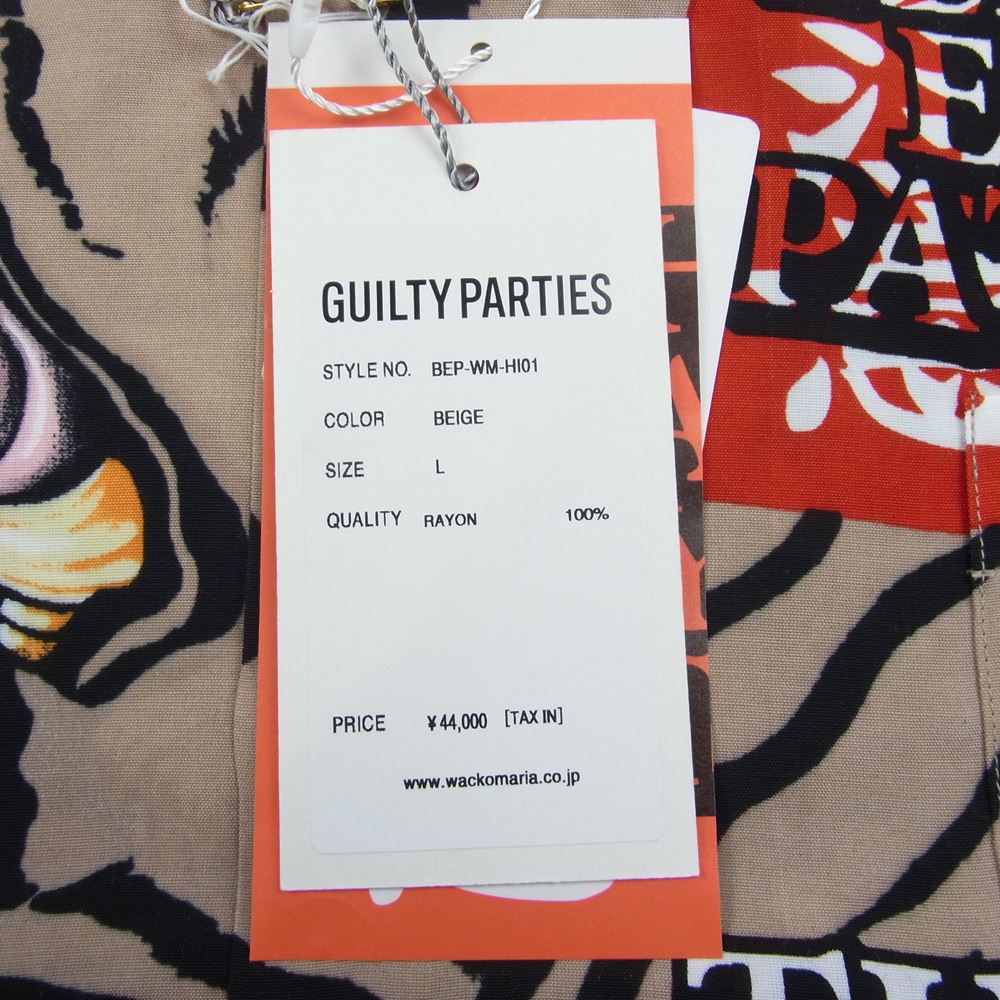 GUILTY PARTIES
STYLE NO. BEP-WM-HI01
COLOR BEIGE
SIZE L
QUALITY RAYON 100%
PRICE ¥44,000 [TAX IN]
www.wackomaria.co.jp
E
PA